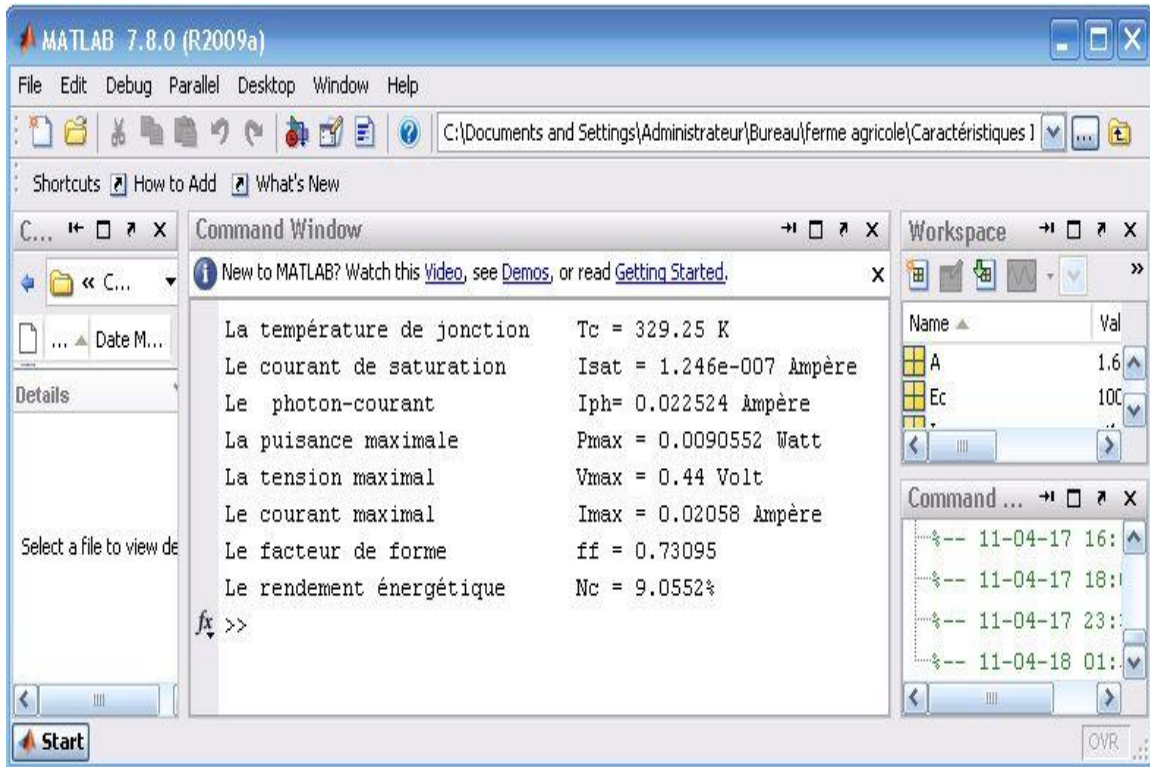 MATLAB 7.8.0 (R2009a)
File Edit Debug Parallel Desktop Window Help
C:\Documents and Settings\Administrateur\Bureau\ferme agricole\Caractéristiques I
Shortcuts How to Add What's New
C...
« C...
... Date M...
Details
Select a file to view de
Command Window
New to MATLAB? Watch this Video, see Demos, or read Getting Started.
La température de jonction Tc = 329.25 K
Le courant de saturation Isat = 1.246e-007 Ampère
Le photon-courant Iph= 0.022524 Ampère
La puisance maximale Pmax = 0.0090552 Watt
La tension maximal Vmax = 0.44 Volt
Le courant maximal Imax = 0.02058 Ampère
Le facteur de forme ff = 0.73095
Le rendement énergétique Nc = 9.0552%
fx >>
Workspace
Name Val
A 1.6
Ec 100
Command ...
%-- 11-04-17 16:
%-- 11-04-17 18:
%-- 11-04-17 23:
%-- 11-04-18 01:
Start
OVR